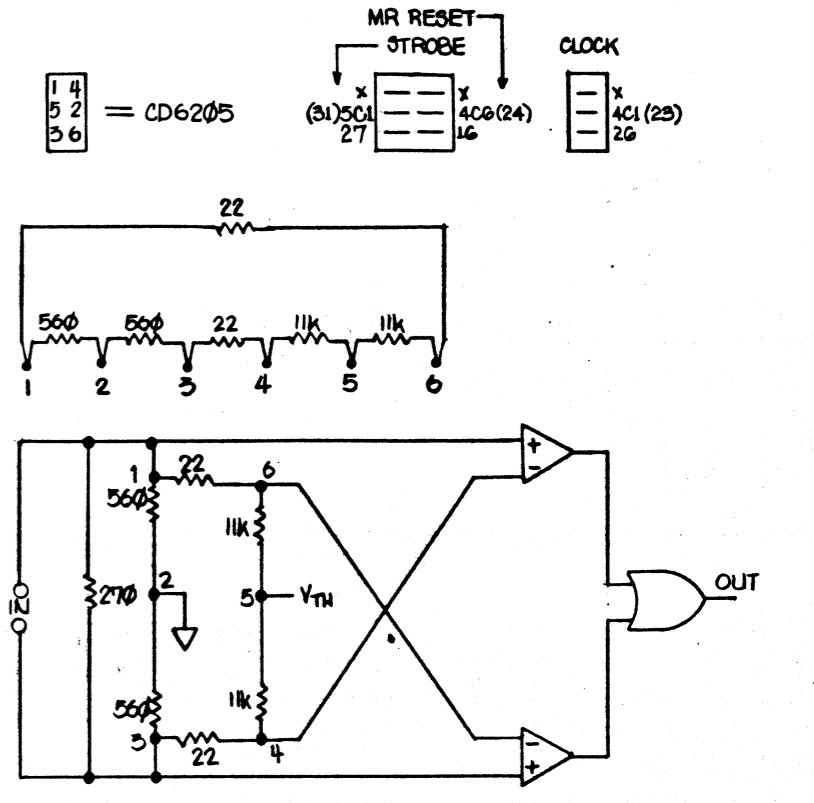 MR RESET
STROBE
CLOCK
1 4
5 2
3 6
= CD62Ø5
X
(31)5C1
27
X
4C6(24)
16
X
4C1(23)
26
22
56Ø
56Ø
22
11k
11k
1
2
3
4
5
6
+
-
1
22
6
56Ø
11k
IN
27Ø
2
5
VTH
OUT
56Ø
11k
3
22
4
-
+